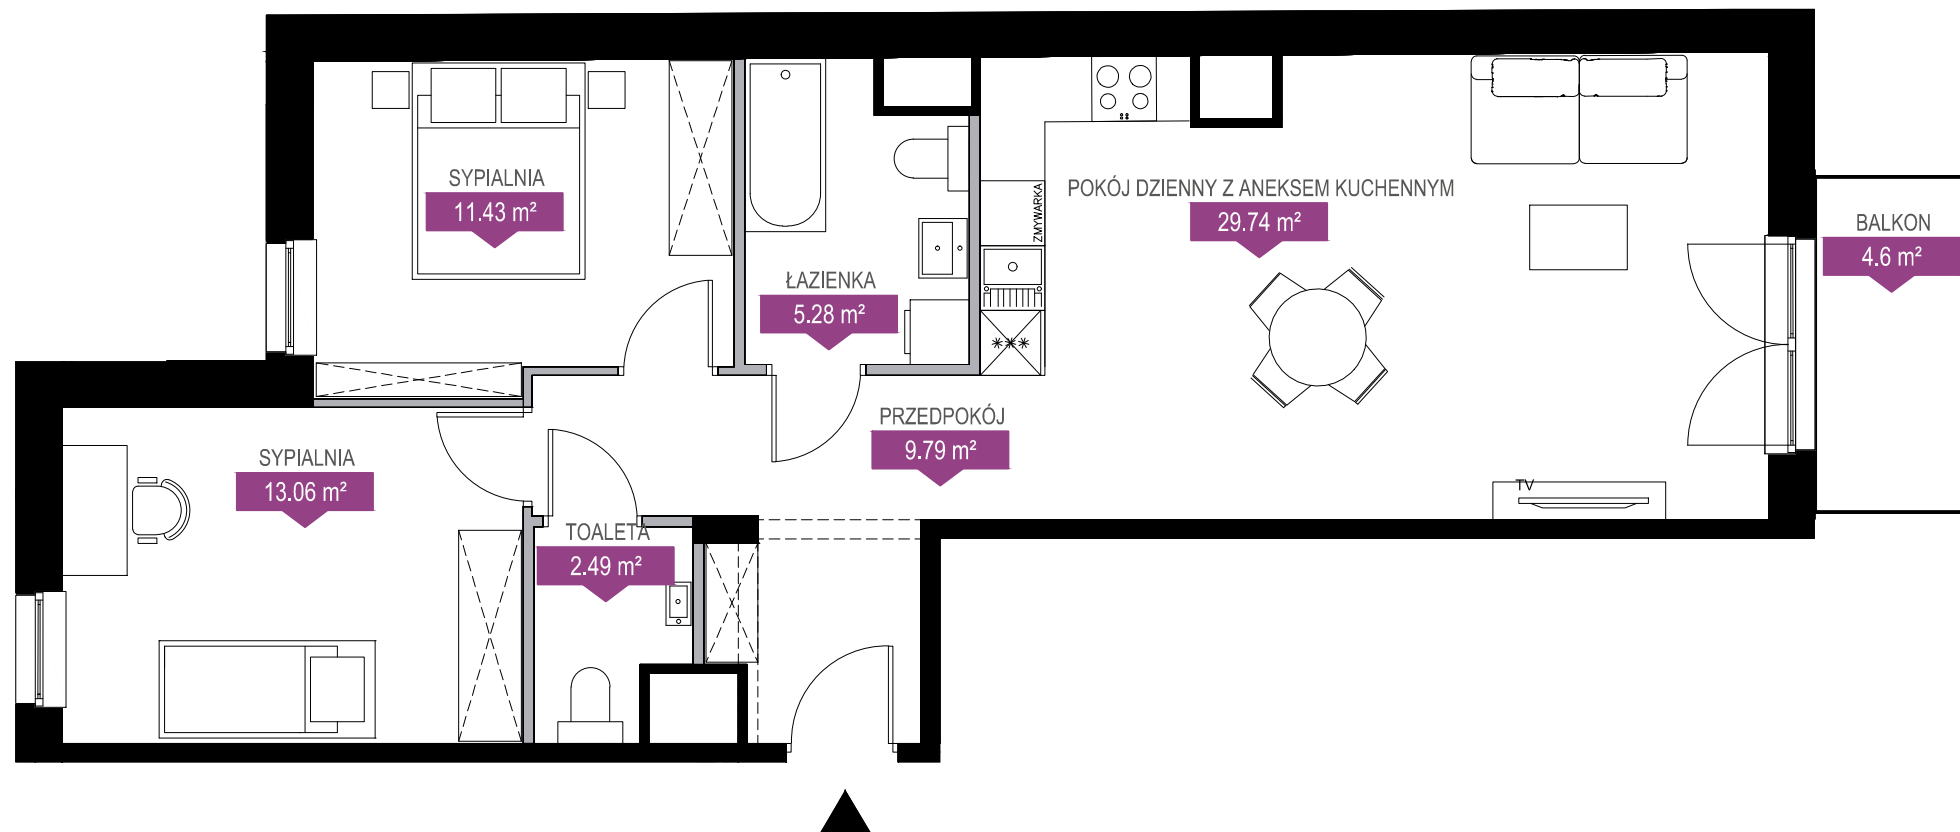 SYPIALNIA
11.43 m²
POKÓJ DZIENNY Z ANEKSEM KUCHENNYM
29.74 m²
ZMYWARKA
BALKON
4.6 m²
ŁAZIENKA
5.28 m²
PRZEDPOKÓJ
9.79 m²
SYPIALNIA
13.06 m²
TV
TOALETA
2.49 m²